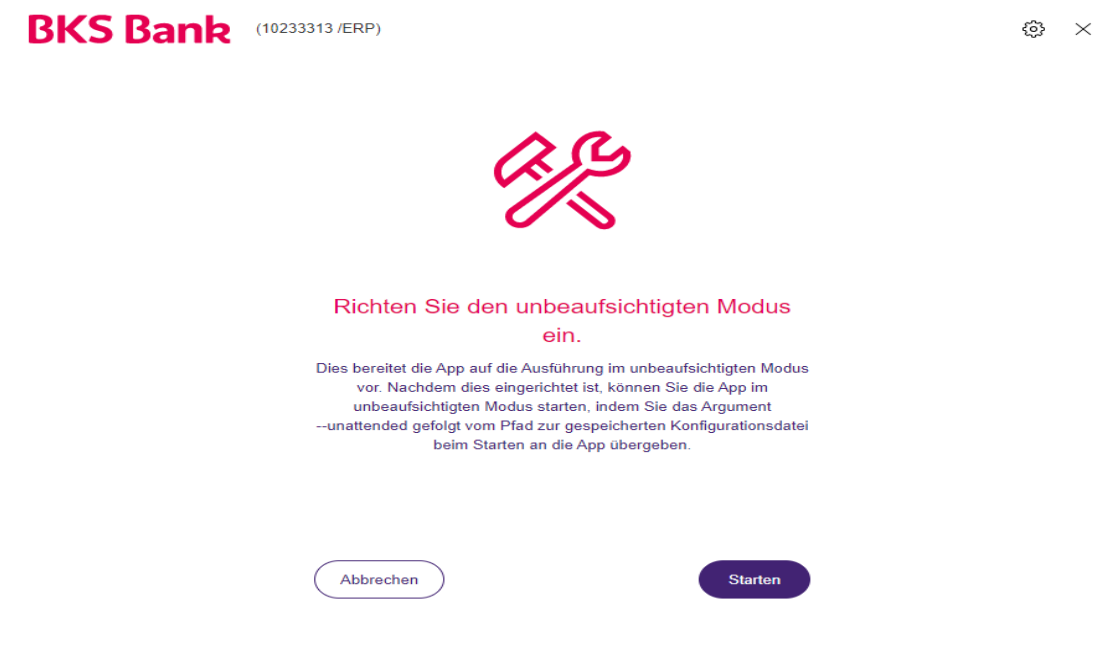 BKS Bank (10233313 /ERP)
Richten Sie den unbeaufsichtigten Modus
ein.
Dies bereitet die App auf die Ausführung im unbeaufsichtigten Modus
vor. Nachdem dies eingerichtet ist, können Sie die App im
unbeaufsichtigten Modus starten, indem Sie das Argument
--unattended gefolgt vom Pfad zur gespeicherten Konfigurationsdatei
beim Starten an die App übergeben.
Abbrechen Starten